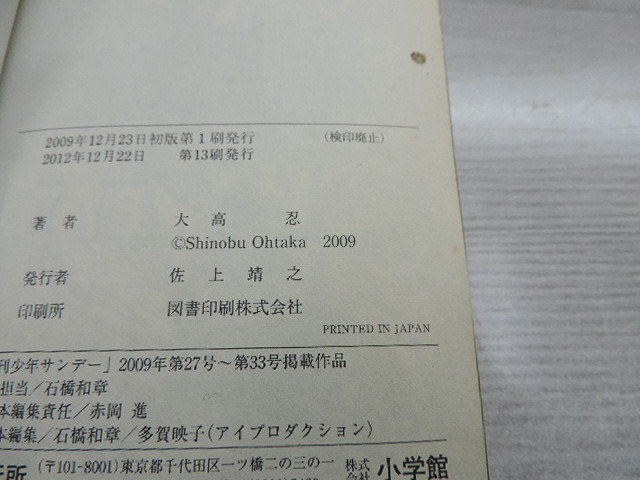 2009年12月23日初版第1刷発行 (検印廃止)
2012年12月22日 第13刷発行
著者 大高 忍
©Shinobu Ohtaka 2009
発行者 佐上靖之
印刷所 図書印刷株式会社
PRINTED IN JAPAN
刊少年サンデー」2009年第27号~第33号掲載作品
担当/石橋和章
本編集責任/赤岡 進
本編集/石橋和章/多賀映子(アイプロダクション)
所 (〒101-8001)東京都千代田区一ツ橋二の三の一 株式会社 小学館